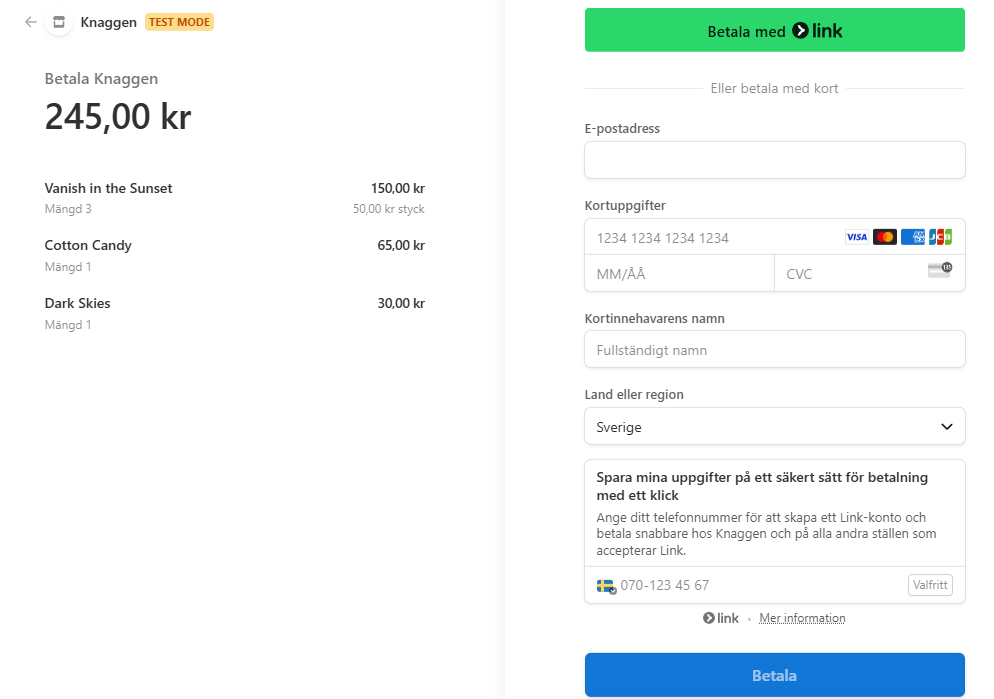 Knaggen TEST MODE
Betala Knaggen
245,00 kr
Vanish in the Sunset 150,00 kr
Mängd 3 50,00 kr styck
Cotton Candy 65,00 kr
Mängd 1
Dark Skies 30,00 kr
Mängd 1
Betala med link
Eller betala med kort
E-postadress
Kortuppgifter
1234 1234 1234 1234 VISA JCB
MM/ÅÅ CVC 135
Kortinnehavarens namn
Fullständigt namn
Land eller region
Sverige
Spara mina uppgifter på ett säkert sätt för betalning
med ett klick
Ange ditt telefonnummer för att skapa ett Link-konto och
betala snabbare hos Knaggen och på alla andra ställen som
accepterar Link.
070-123 45 67 Valfritt
link · Mer information
Betala